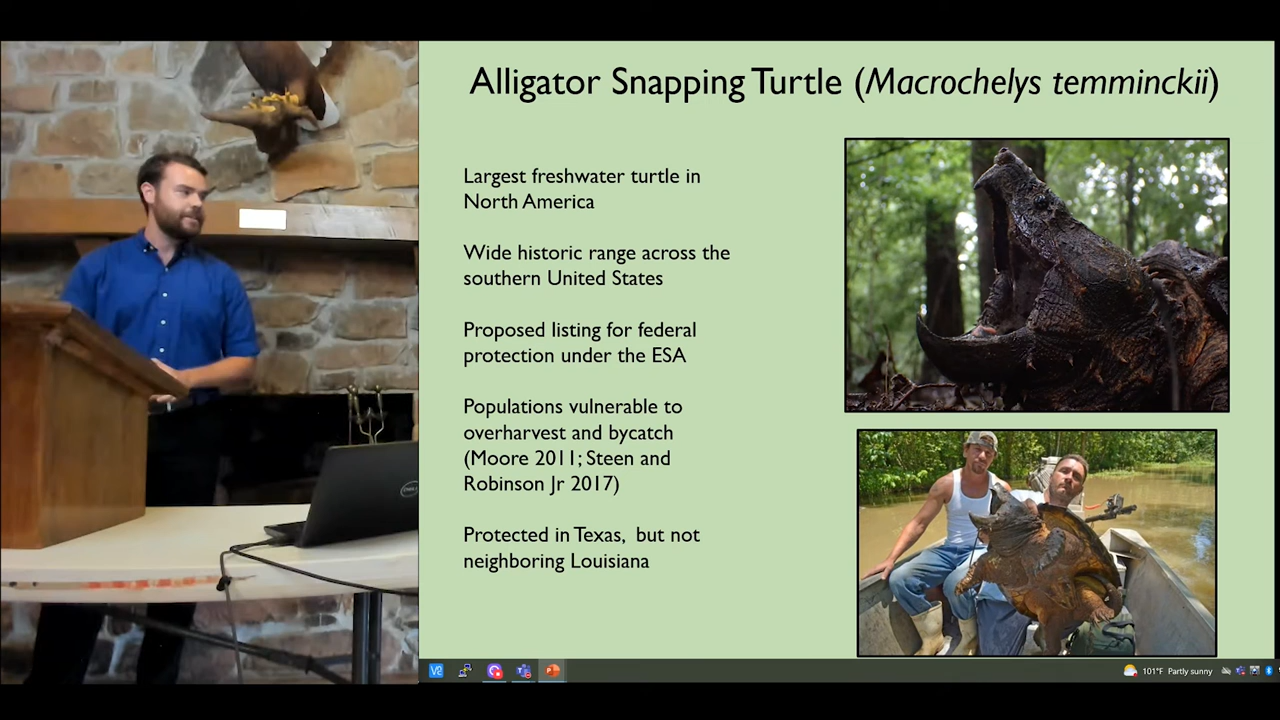 Alligator Snapping Turtle (Macrochelys temminckii)
Largest freshwater turtle in
North America
Wide historic range across the
southern United States
Proposed listing for federal
protection under the ESA
Populations vulnerable to
overharvest and bycatch
(Moore 2011; Steen and
Robinson Jr 2017)
Protected in Texas,  but not
neighboring Louisiana
DELL
101°F Partly sunny